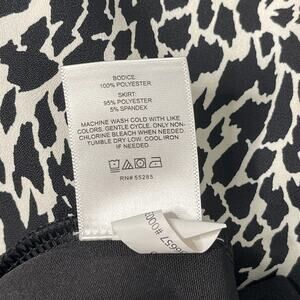 BODICE:
100% POLYESTER
SKIRT:
95% POLYESTER
5% SPANDEX
MACHINE WASH COLD WITH LIKE
COLORS, GENTLE CYCLE. ONLY NON-
CHLORINE BLEACH WHEN NEEDED.
TUMBLE DRY LOW. COOL IRON
IF NEEDED.
RN# 55285